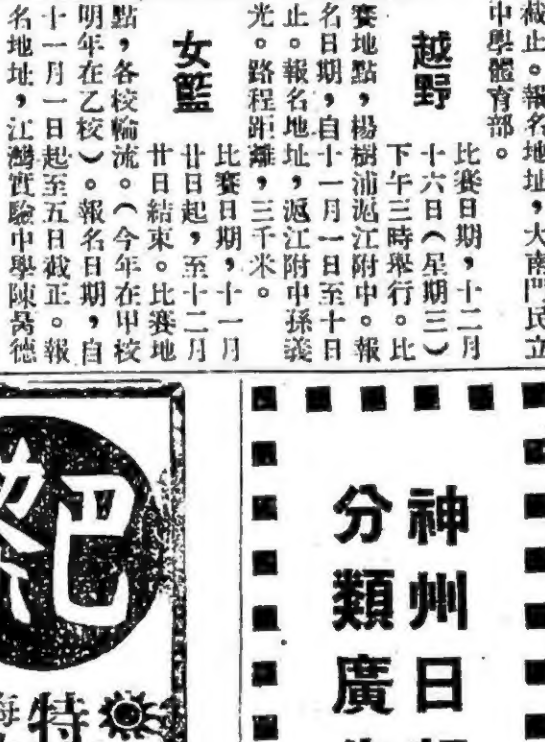 截止。報名地址，大南門民立
中學體育部。
越野
比賽日期，十二月
十六日（星期三）
下午三時舉行。比
賽地點，楊樹浦滬江附中。報
名日期，自十一月一日至十日
止。報名地址，滬江附中孫義
光。路程距離，三千米。
女籃
比賽日期，十一月
廿日起，至十二月
廿日結束。比賽地
點，各校輪流。（今年在甲校
明年在乙校）。報名日期，自
十一月一日起至五日截正。報
名地址，江灣實驗中學陳昺德
神州日
分類廣
巴
特